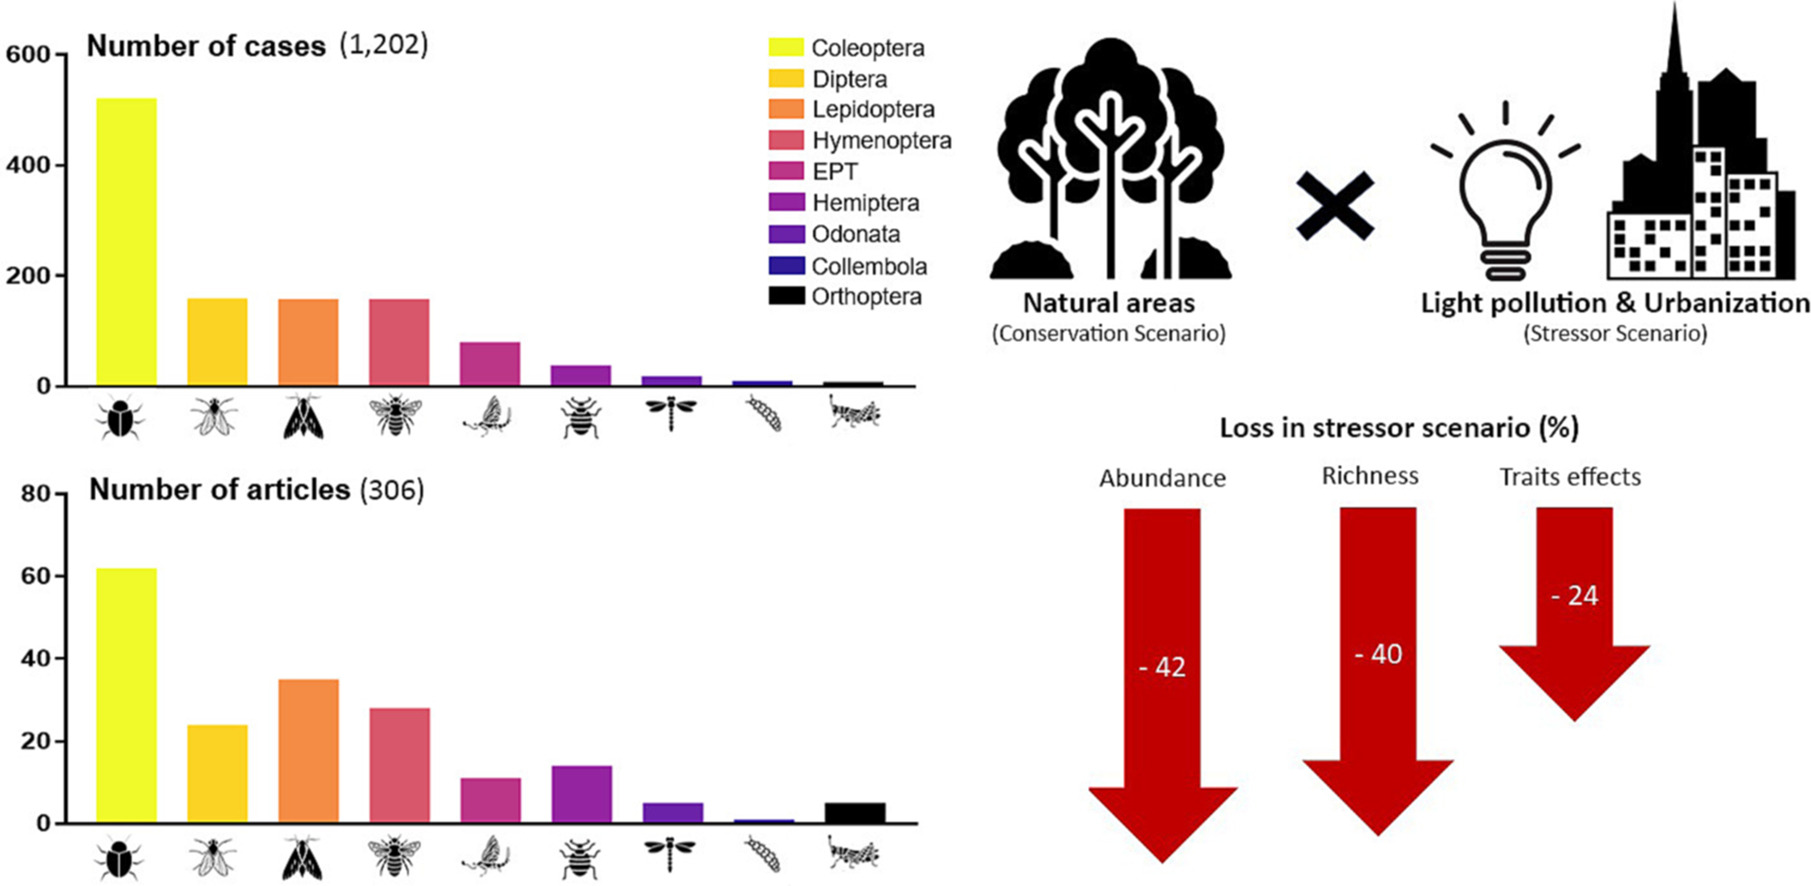 Number of cases (1,202)
600
400
200
0
Coleoptera
Diptera
Lepidoptera
Hymenoptera
EPT
Hemiptera
Odonata
Collembola
Orthoptera
Number of articles (306)
80
60
40
20
0
Natural areas
(Conservation Scenario)
Light pollution & Urbanization
(Stressor Scenario)
Loss in stressor scenario (%)
Abundance
Richness
Traits effects
- 42
- 40
- 24